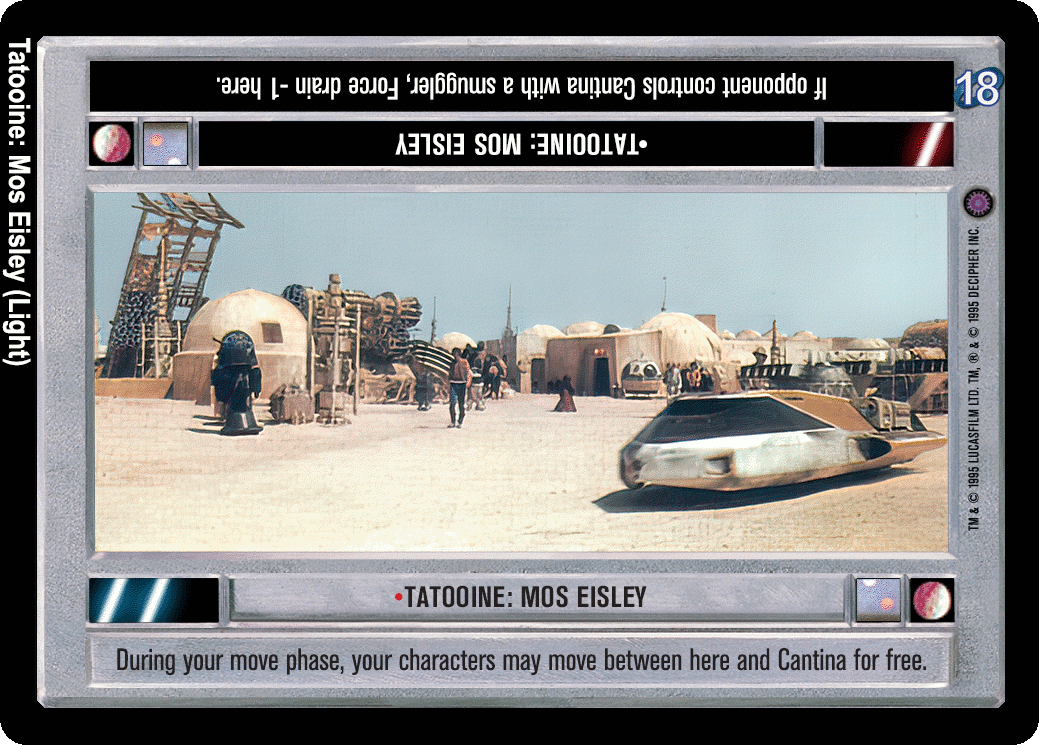 Tatooine: Mos Eisley (Light)
If opponent controls Cantina with a smuggler, Force drain -1 here.
18
•TATOOINE: MOS EISLEY
TM & © 1995 LUCASFILM LTD. TM, ® & © 1995 DECIPHER INC.
•TATOOINE: MOS EISLEY
During your move phase, your characters may move between here and Cantina for free.